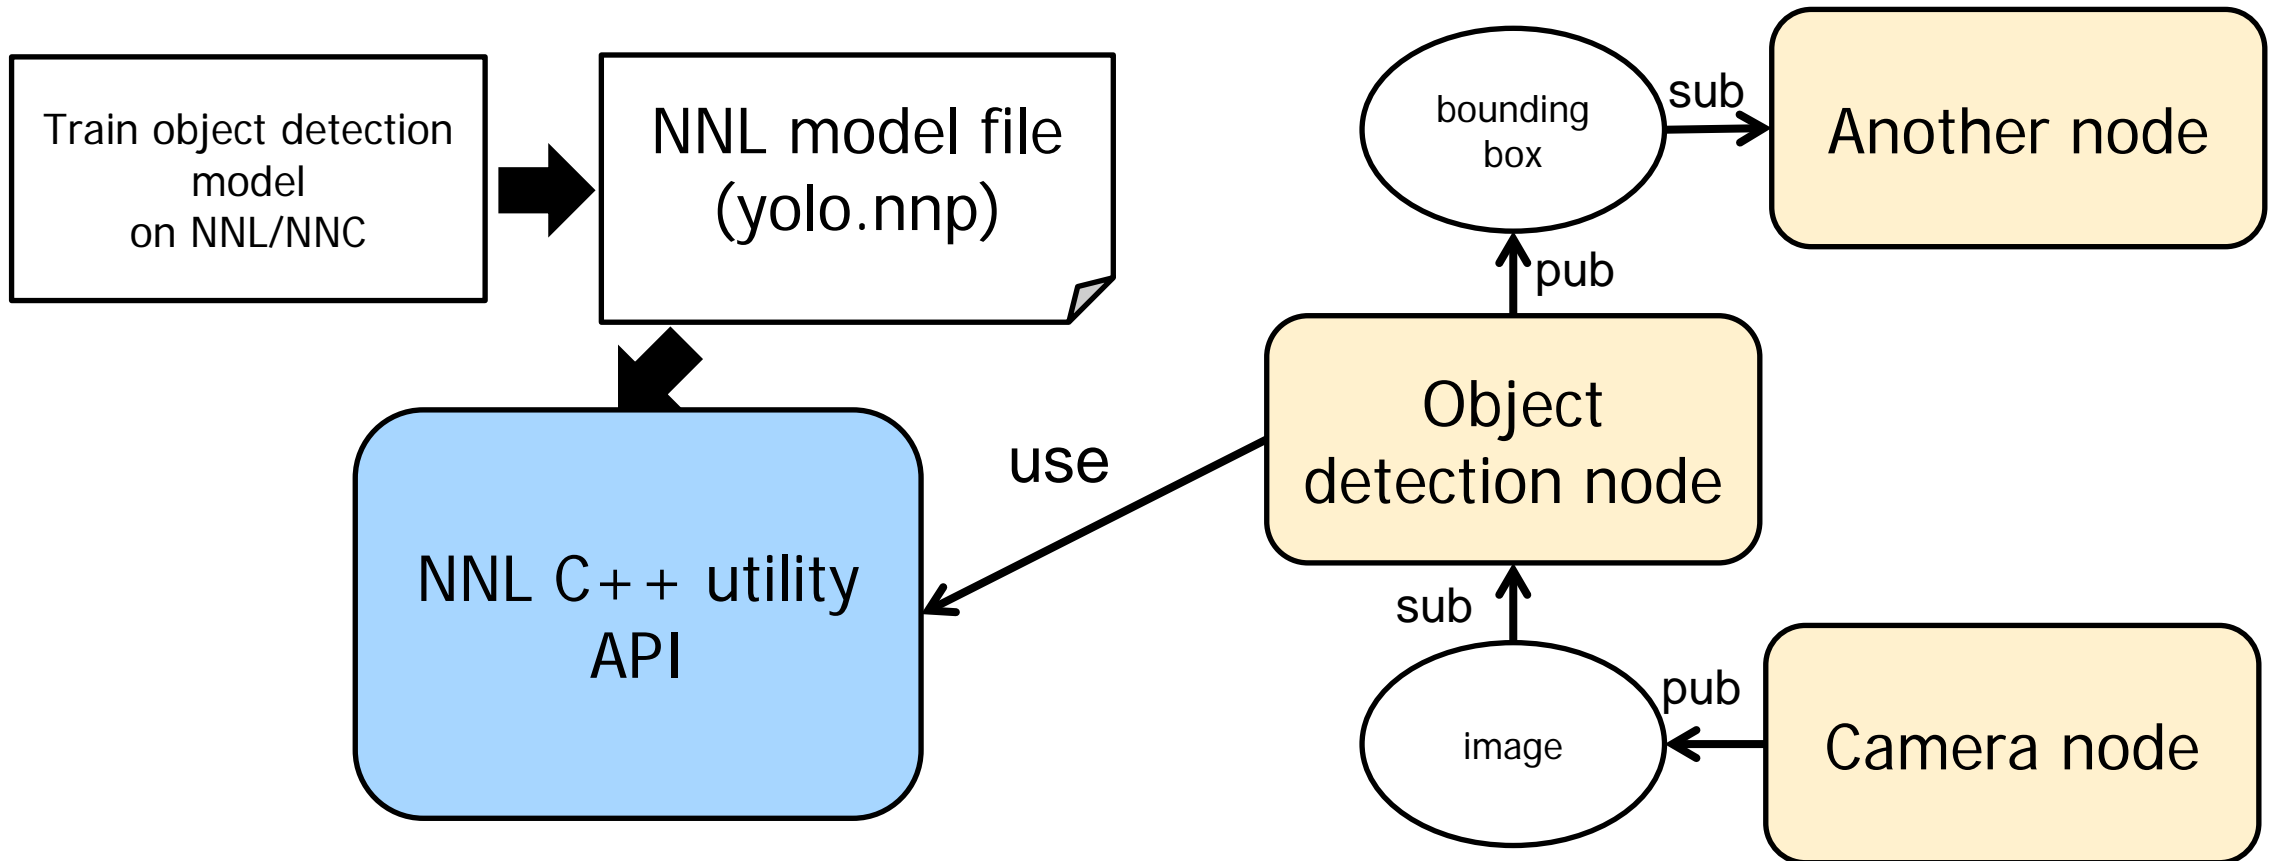 Train object detection
model
on NNL/NNC
NNL model file
(yolo.nnp)
bounding
box
sub
Another node
pub
Object
detection node
use
NNL C++ utility
API
sub
image
pub
Camera node